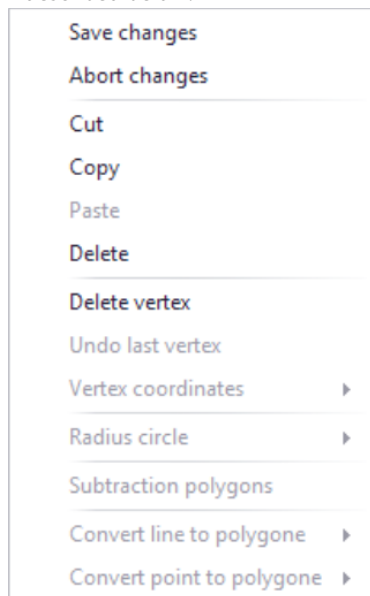 Save changes
Abort changes
Cut
Copy
Paste
Delete
Delete vertex
Undo last vertex
Vertex coordinates
Radius circle
Subtraction polygons
Convert line to polygone
Convert point to polygone